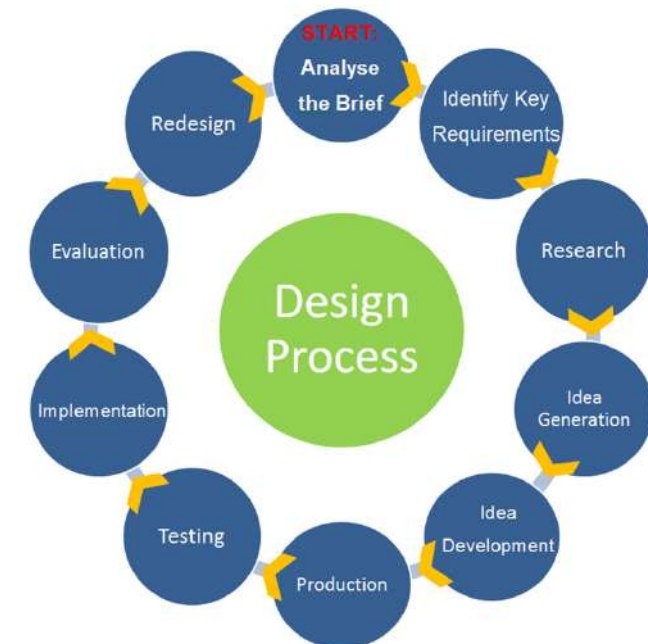 START:
Analyse
the Brief
Identify Key
Requirements
Research
Idea
Generation
Idea
Development
Production
Testing
Implementation
Evaluation
Redesign
Design
Process